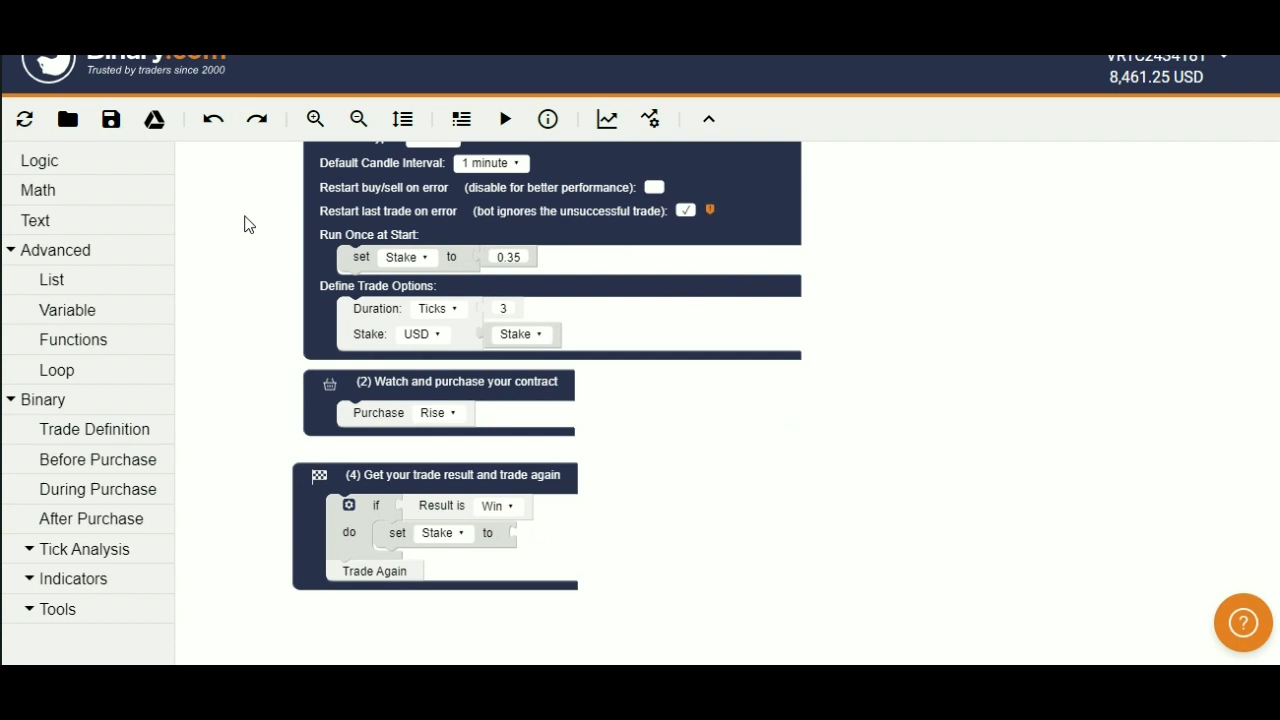 Binary.com
Trusted by traders since 2000
VRTC2434181
8,461.25 USD
Logic
Math
Text
Advanced
List
Variable
Functions
Loop
Binary
Trade Definition
Before Purchase
During Purchase
After Purchase
Tick Analysis
Indicators
Tools
Default Candle Interval: 1 minute
Restart buy/sell on error (disable for better performance):
Restart last trade on error (bot ignores the unsuccessful trade): ✓
Run Once at Start:
set Stake to 0.35
Define Trade Options:
Duration: Ticks 3
Stake: USD Stake
(2) Watch and purchase your contract
Purchase Rise
(4) Get your trade result and trade again
if Result is Win
do set Stake to
Trade Again
?